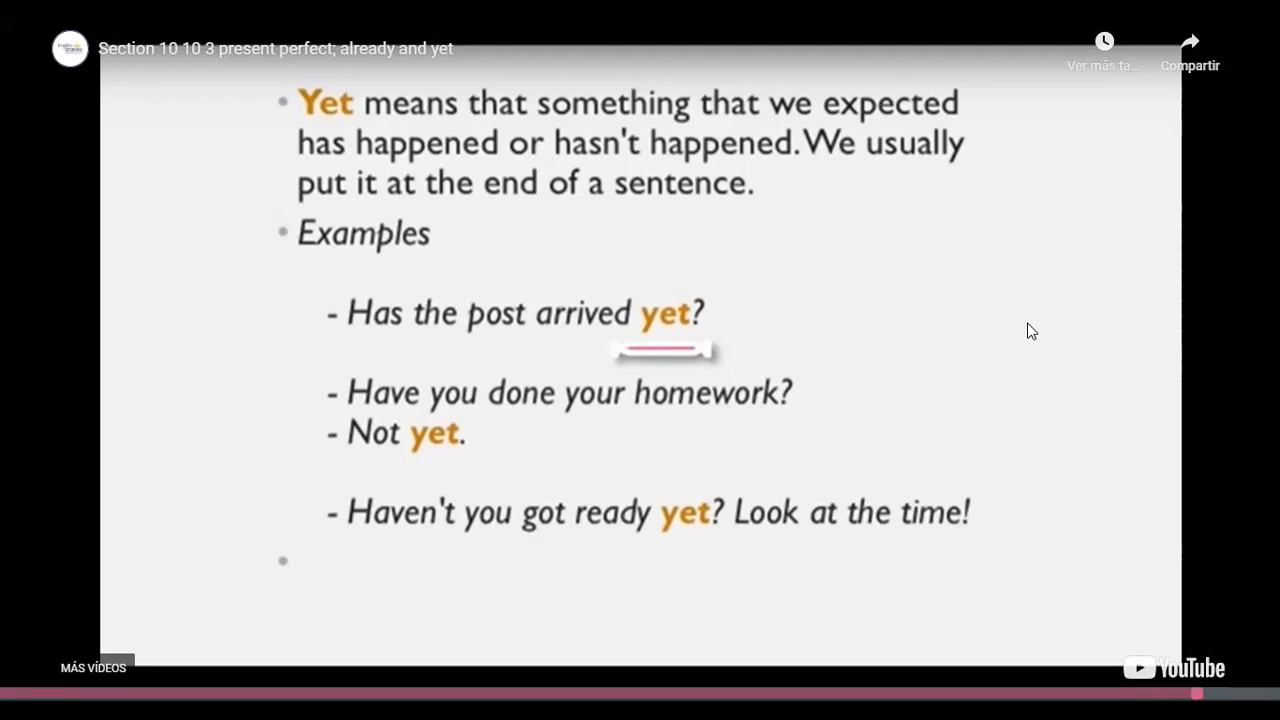 Section 10 10 3 present perfect; already and yet
Ver más ta...
Compartir
• Yet means that something that we expected
has happened or hasn't happened. We usually
put it at the end of a sentence.
• Examples
- Has the post arrived yet?
- Have you done your homework?
- Not yet.
- Haven't you got ready yet? Look at the time!
MÁS VÍDEOS
YouTube